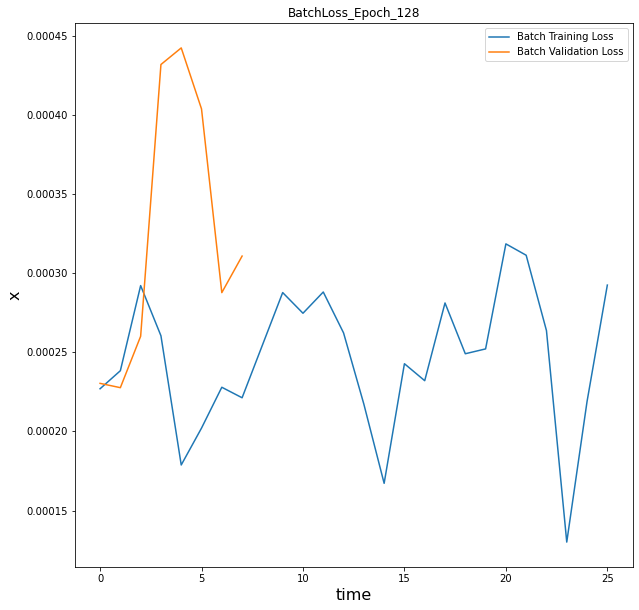 BatchLoss_Epoch_128
Batch Training Loss
Batch Validation Loss
0.00045
0.00040
0.00035
0.00030
0.00025
0.00020
0.00015
x
0 5 10 15 20 25
time